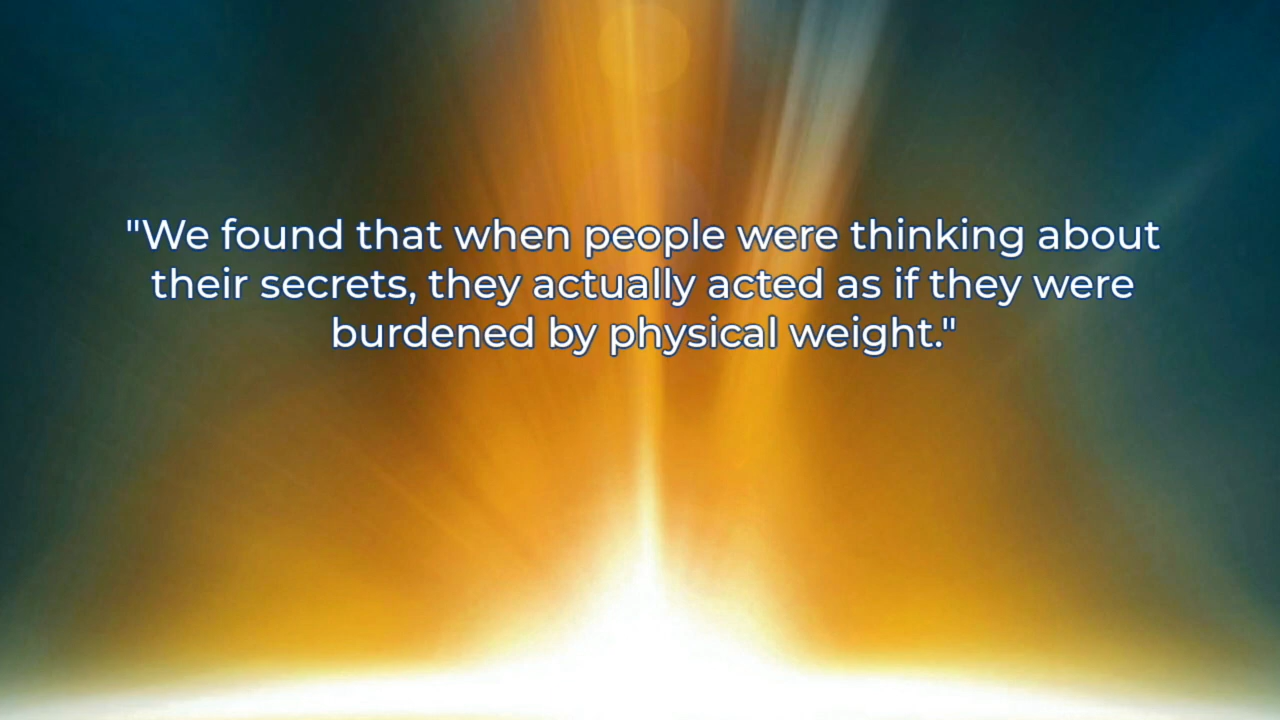 "We found that when people were thinking about
their secrets, they actually acted as if they were
burdened by physical weight."